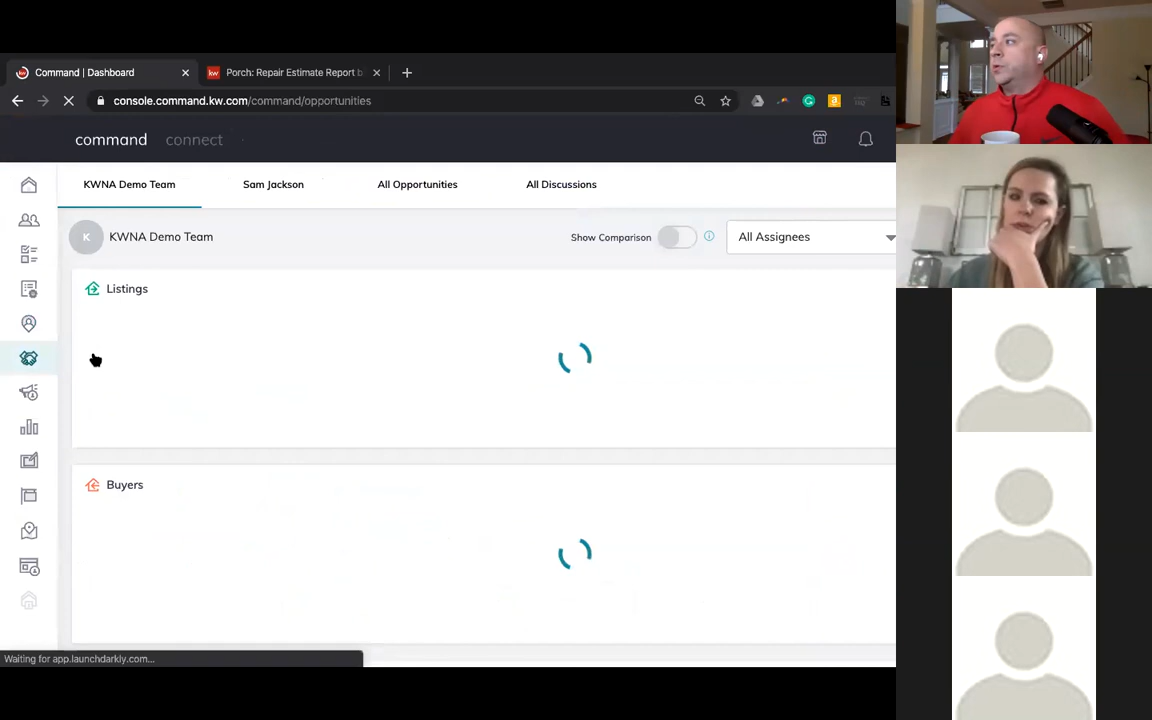 Command | Dashboard
kw Porch: Repair Estimate Report b
console.command.kw.com/command/opportunities
command connect
KWNA Demo Team Sam Jackson All Opportunities All Discussions
K KWNA Demo Team Show Comparison All Assignees
Listings
Buyers
Waiting for app.launchdarkly.com...